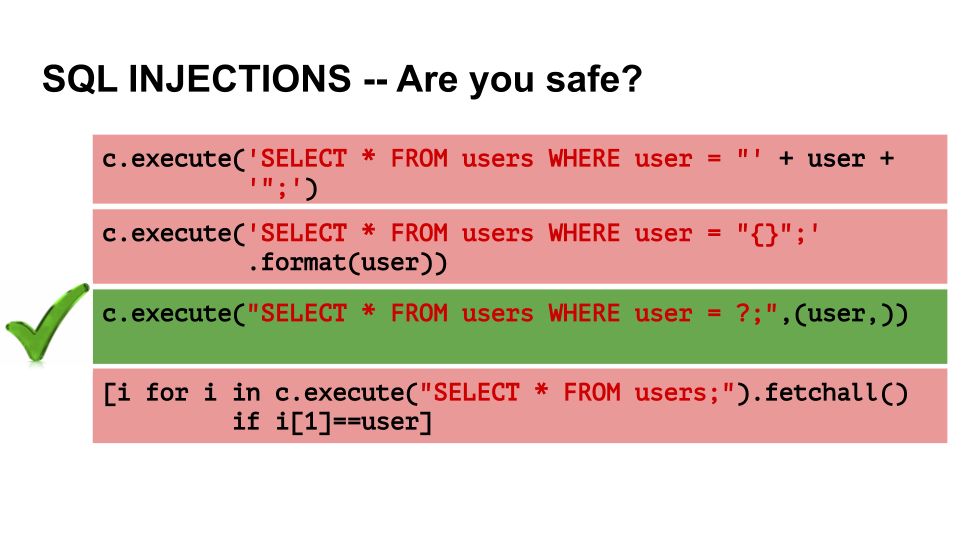 SQL INJECTIONS -- Are you safe?
c.execute('SELECT * FROM users WHERE user = "' + user +
'";')
c.execute('SELECT * FROM users WHERE user = "{}";'
.format(user))
c.execute("SELECT * FROM users WHERE user = ?;",(user,))
[i for i in c.execute("SELECT * FROM users;").fetchall()
if i[1]==user]